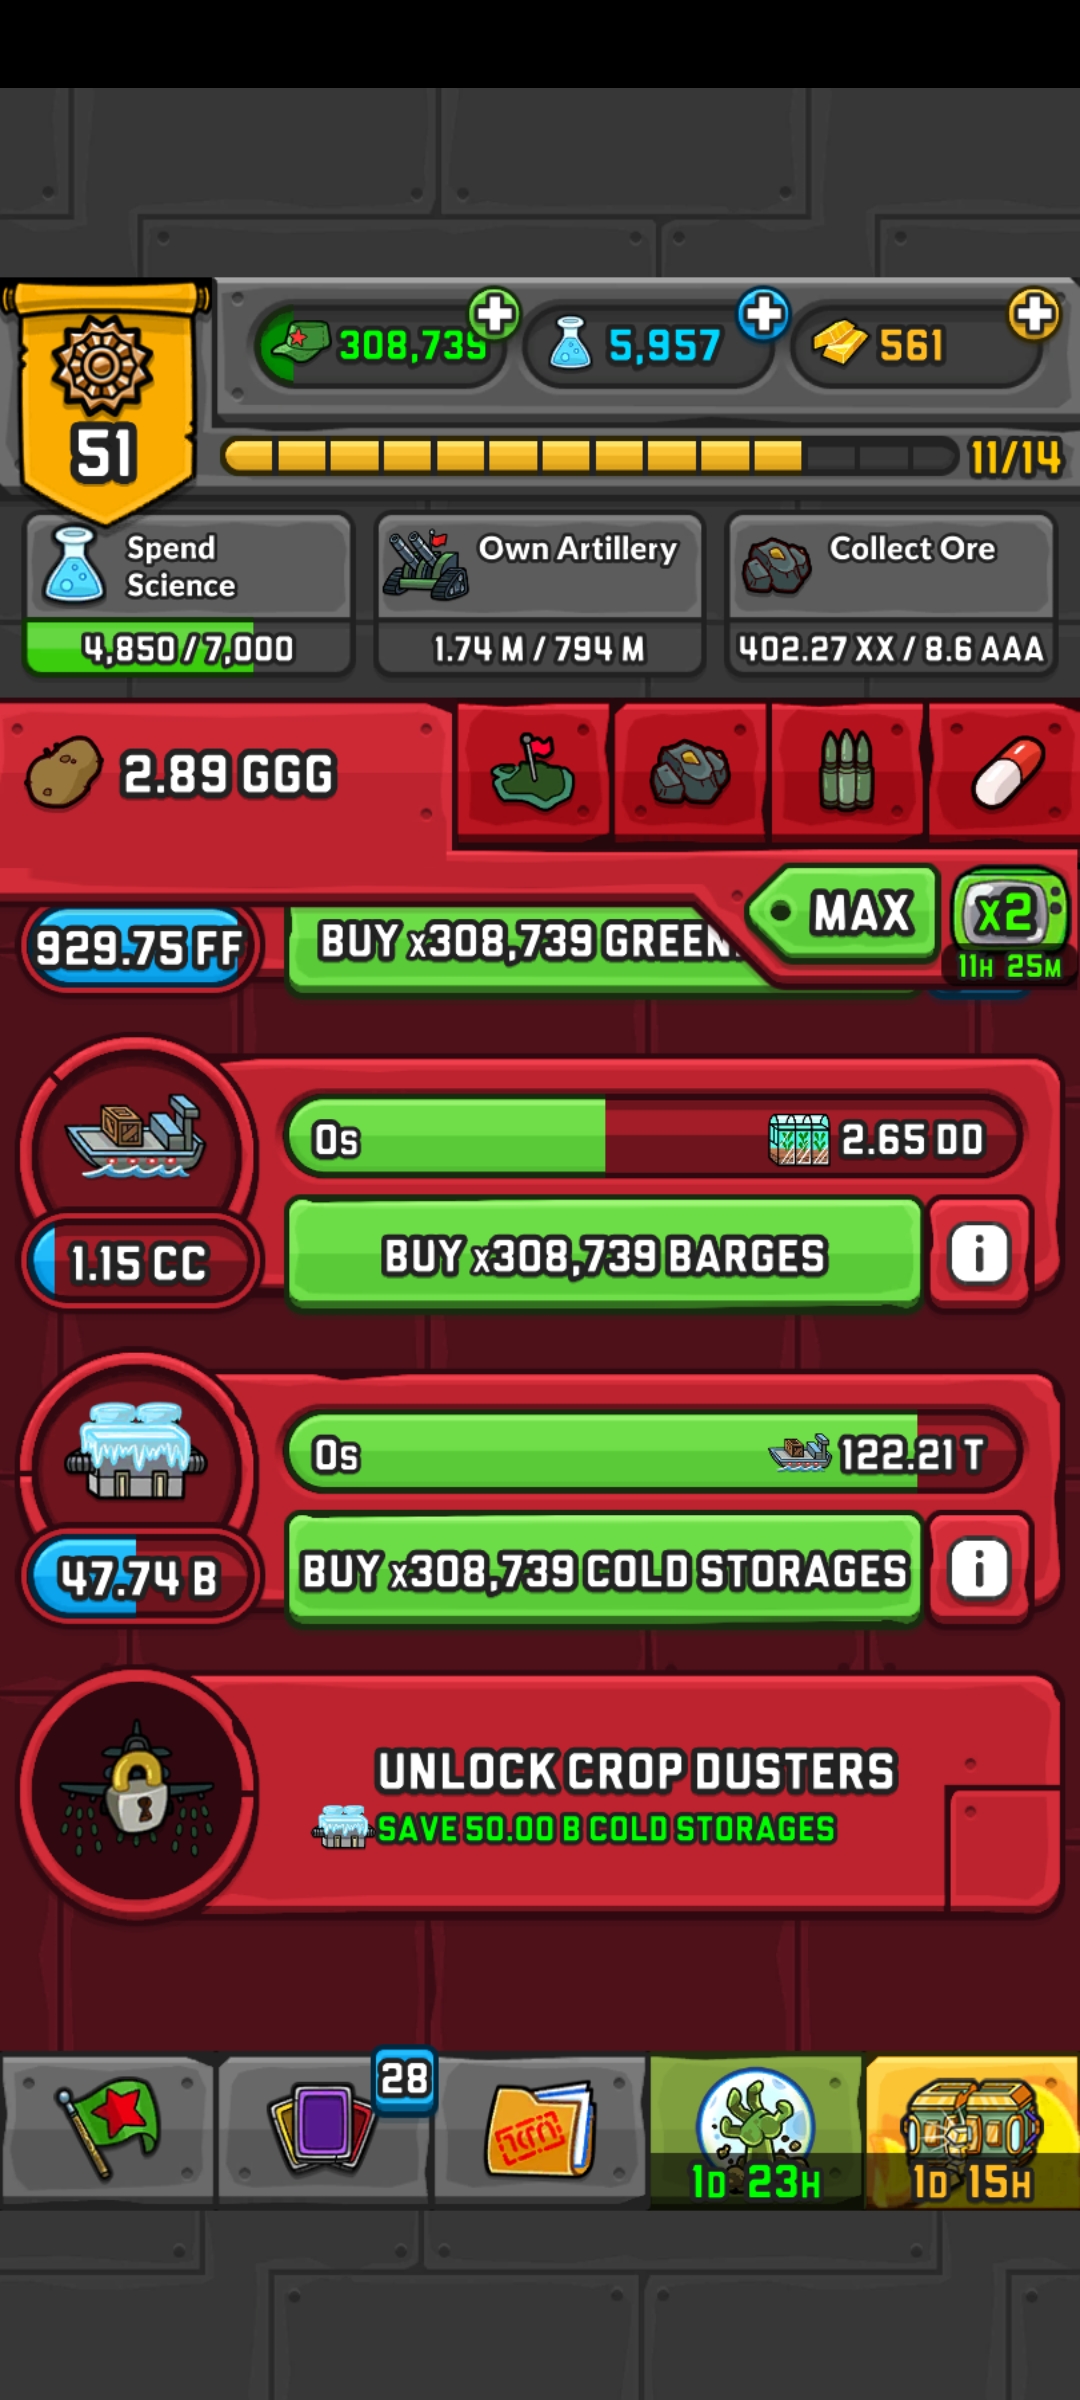 308,739
5,957
561
51
11/14
Spend
Science
4,850/7,000
Own Artillery
1.74 M / 794 M
Collect Ore
402.27 XX / 8.6 AAA
2.89 GGG
MAX
x2
11H 25M
929.75 FF
BUY x308,739 GREEN
0s
2.65 DD
1.15 CC
BUY x308,739 BARGES
i
0s
122.21 T
47.74 B
BUY x308,739 COLD STORAGES
i
UNLOCK CROP DUSTERS
SAVE 50.00 B COLD STORAGES
28
1D 23H
1D 15H